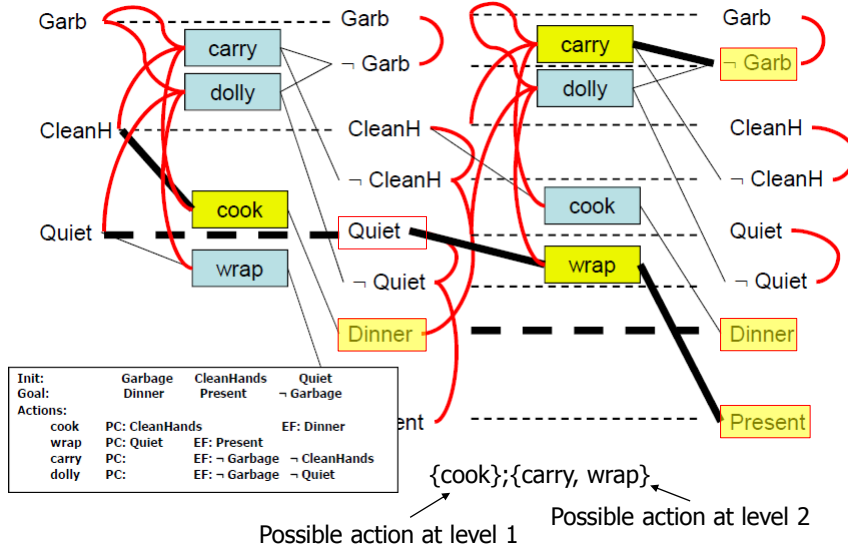 Garb
carry
dolly
CleanH
cook
Quiet
wrap
Garb
¬ Garb
CleanH
¬ CleanH
Quiet
¬ Quiet
Dinner
ent
carry
dolly
cook
wrap
Garb
¬ Garb
CleanH
¬ CleanH
Quiet
¬ Quiet
Dinner
Present
Init: Garbage CleanHands Quiet
Goal: Dinner Present ¬ Garbage
Actions:
cook PC: CleanHands EF: Dinner
wrap PC: Quiet EF: Present
carry PC: EF: ¬ Garbage ¬ CleanHands
dolly PC: EF: ¬ Garbage ¬ Quiet
{cook};{carry, wrap}
Possible action at level 1
Possible action at level 2